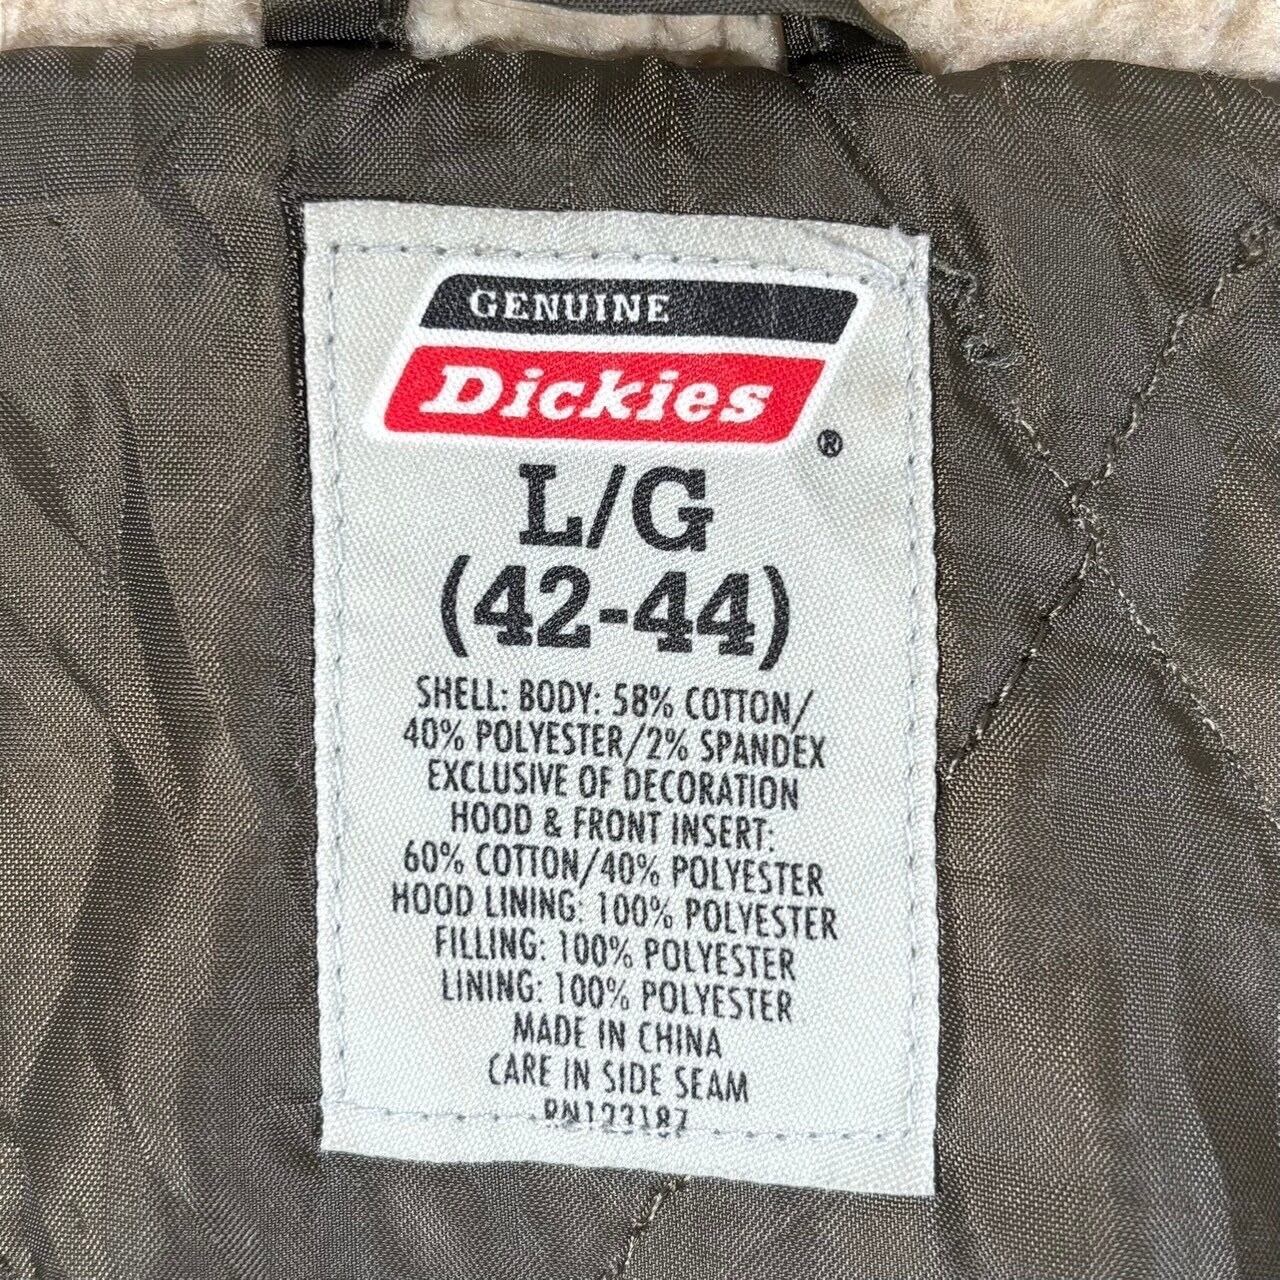 GENUINE
Dickies
®
L/G
(42-44)
SHELL: BODY: 58% COTTON/
40% POLYESTER/2% SPANDEX
EXCLUSIVE OF DECORATION
HOOD & FRONT INSERT:
60% COTTON/40% POLYESTER
HOOD LINING: 100% POLYESTER
FILLING: 100% POLYESTER
LINING: 100% POLYESTER
MADE IN CHINA
CARE IN SIDE SEAM
RN123187